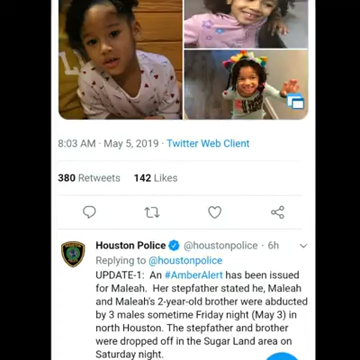 8:03 AM · May 5, 2019 · Twitter Web Client
380 Retweets 142 Likes
Houston Police @houstonpolice · 6h
Replying to @houstonpolice
UPDATE-1: An #AmberAlert has been issued
for Maleah. Her stepfather stated he, Maleah
and Maleah's 2-year-old brother were abducted
by 3 males sometime Friday night (May 3) in
north Houston. The stepfather and brother
were dropped off in the Sugar Land area on
Saturday night.